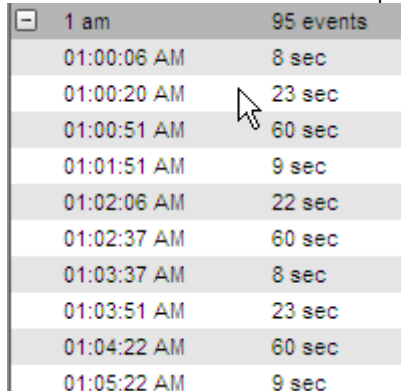 1 am 95 events
01:00:06 AM 8 sec
01:00:20 AM 23 sec
01:00:51 AM 60 sec
01:01:51 AM 9 sec
01:02:06 AM 22 sec
01:02:37 AM 60 sec
01:03:37 AM 8 sec
01:03:51 AM 23 sec
01:04:22 AM 60 sec
01:05:22 AM 9 sec